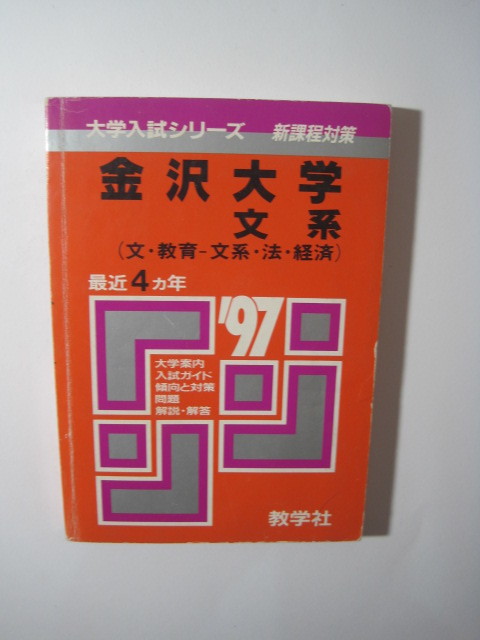 大学入試シリーズ 新課程対策
金沢大学
文系
(文・教育-文系・法・経済)
最近4ヵ年
'97
大学案内
入試ガイド
傾向と対策
問題
解説・解答
教学社